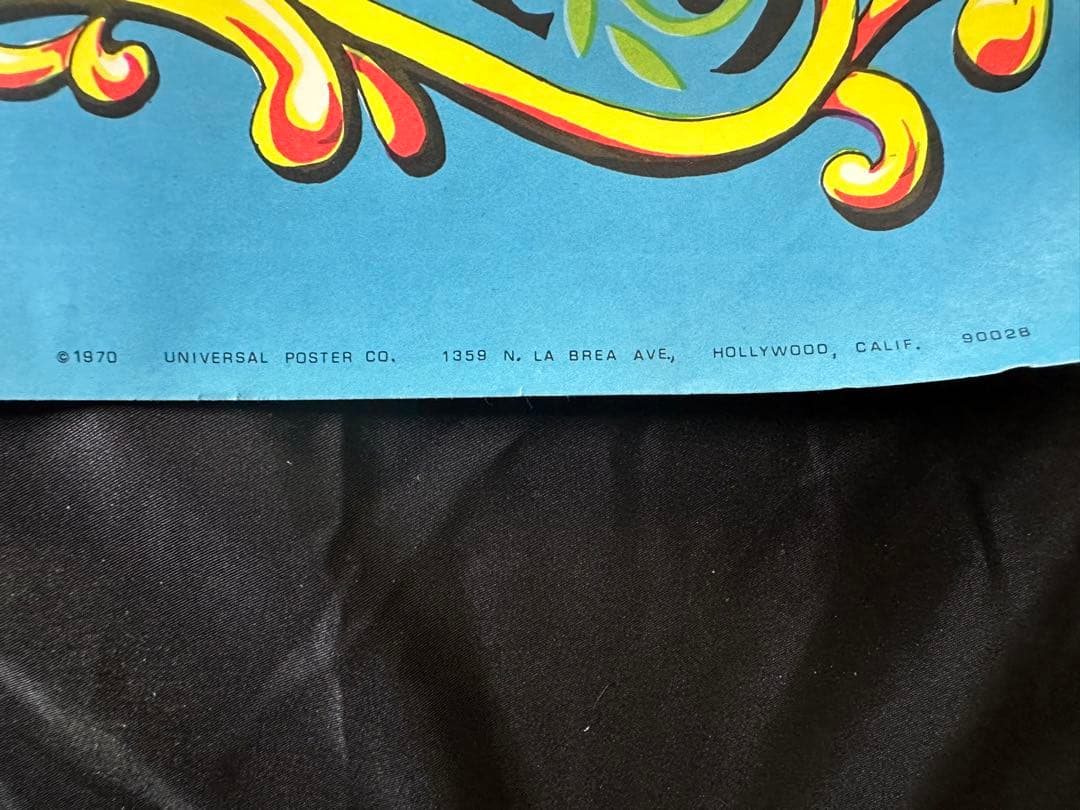 ©1970 UNIVERSAL POSTER CO. 1359 N. LA BREA AVE., HOLLYWOOD, CALIF. 90028